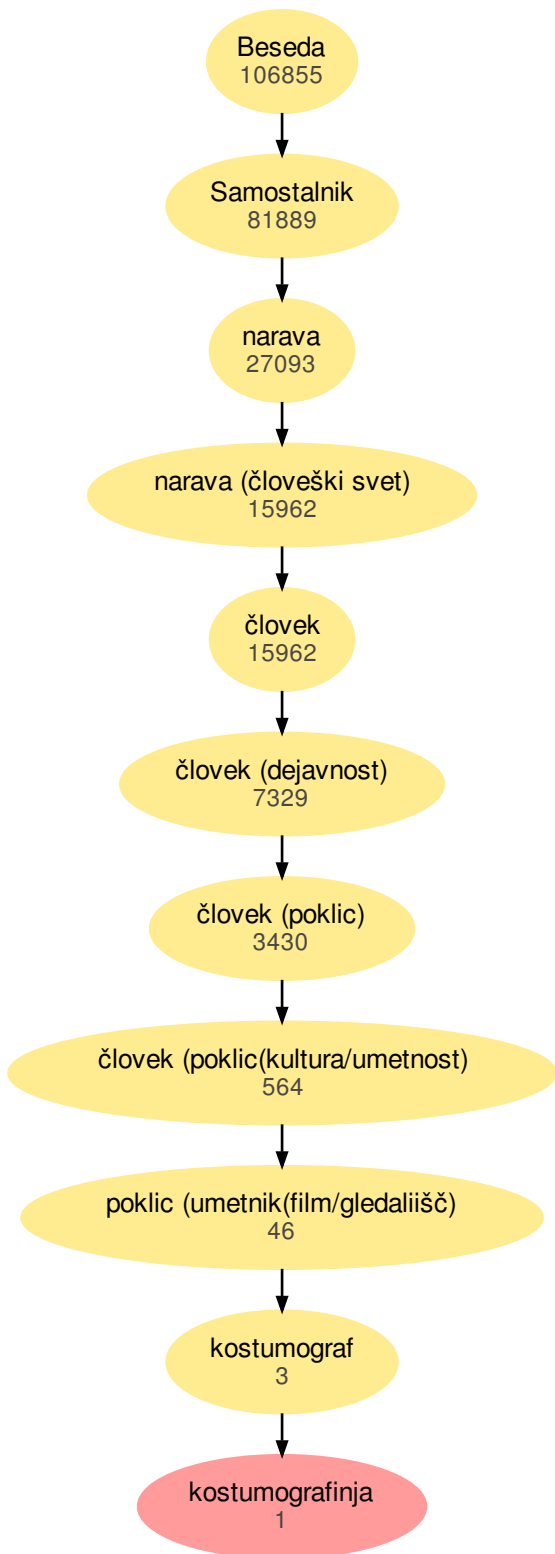 Beseda
106855
Samostalnik
81889
narava
27093
narava (človeški svet)
15962
človek
15962
človek (dejavnost)
7329
človek (poklic)
3430
človek (poklic(kultura/umetnost)
564
poklic (umetnik(film/gledaliišč)
46
kostumograf
3
kostumografinja
1